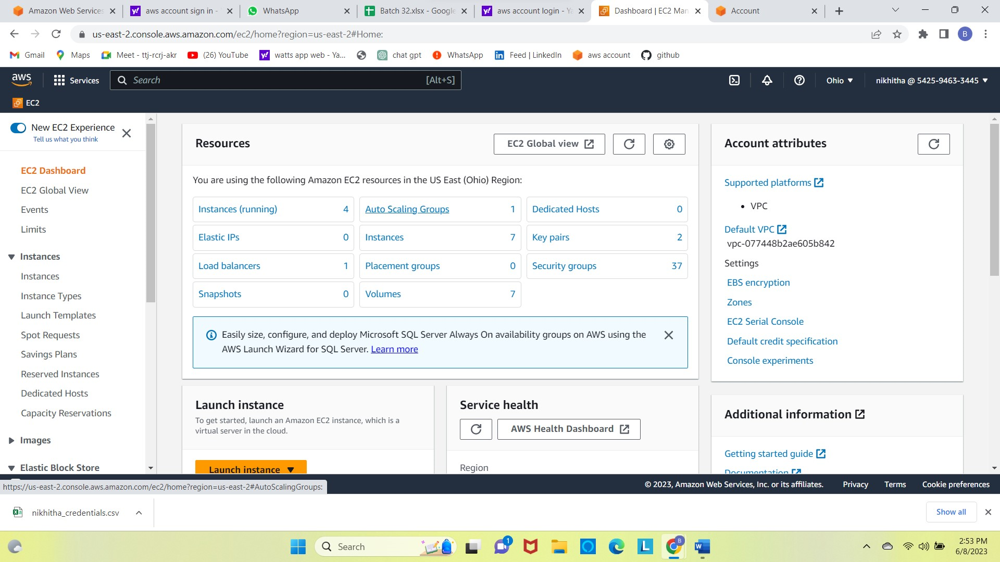 Amazon Web Services
aws account sign in -
WhatsApp
Batch 32.xlsx - Google
aws account login - Ya
Dashboard | EC2 Man
Account
us-east-2.console.aws.amazon.com/ec2/home?region=us-east-2#Home:
B
Gmail
Maps
Meet - ttj-rcrj-akr
(26) YouTube
watts app web - Ya...
chat gpt
WhatsApp
Feed | LinkedIn
aws account
github
aws
Services
Search
[Alt+S]
Ohio
nikhitha @ 5425-9463-3445
EC2
New EC2 Experience
Tell us what you think
EC2 Dashboard
EC2 Global View
Events
Limits
Instances
Instances
Instance Types
Launch Templates
Spot Requests
Savings Plans
Reserved Instances
Dedicated Hosts
Capacity Reservations
Images
Elastic Block Store
Resources
EC2 Global view
You are using the following Amazon EC2 resources in the US East (Ohio) Region:
Instances (running) 4
Auto Scaling Groups 1
Dedicated Hosts 0
Elastic IPs 0
Instances 7
Key pairs 2
Load balancers 1
Placement groups 0
Security groups 37
Snapshots 0
Volumes 7
Easily size, configure, and deploy Microsoft SQL Server Always On availability groups on AWS using the
AWS Launch Wizard for SQL Server. Learn more
Launch instance
To get started, launch an Amazon EC2 instance, which is a
virtual server in the cloud.
Launch instance
Service health
AWS Health Dashboard
Region
Account attributes
Supported platforms
VPC
Default VPC
vpc-077448b2ae605b842
Settings
EBS encryption
Zones
EC2 Serial Console
Default credit specification
Console experiments
Additional information
Getting started guide
Documentation
https://us-east-2.console.aws.amazon.com/ec2/home?region=us-east-2#AutoScalingGroups:
© 2023, Amazon Web Services, Inc. or its affiliates.
Privacy
Terms
Cookie preferences
nikhitha_credentials.csv
Show all
Search
1
L
B
W
2:53 PM
6/8/2023